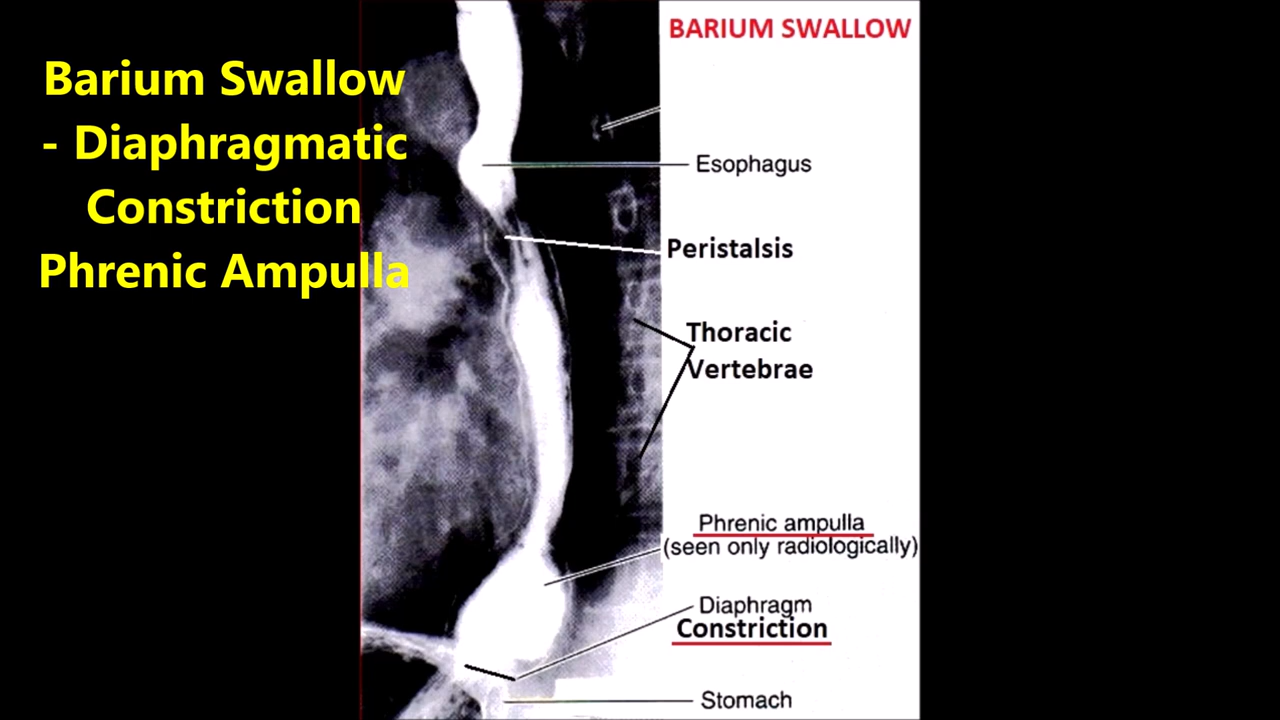 Barium Swallow
- Diaphragmatic
Constriction
Phrenic Ampulla
BARIUM SWALLOW
Esophagus
Peristalsis
Thoracic
Vertebrae
Phrenic ampulla
(seen only radiologically)
Diaphragm
Constriction
Stomach